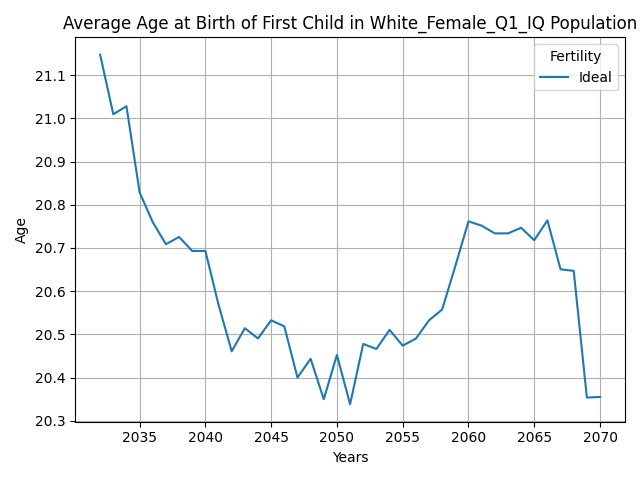 Average Age at Birth of First Child in White_Female_Q1_IQ Population
Fertility
Ideal
Age
21.1
21.0
20.9
20.8
20.7
20.6
20.5
20.4
20.3
2035 2040 2045 2050 2055 2060 2065 2070
Years